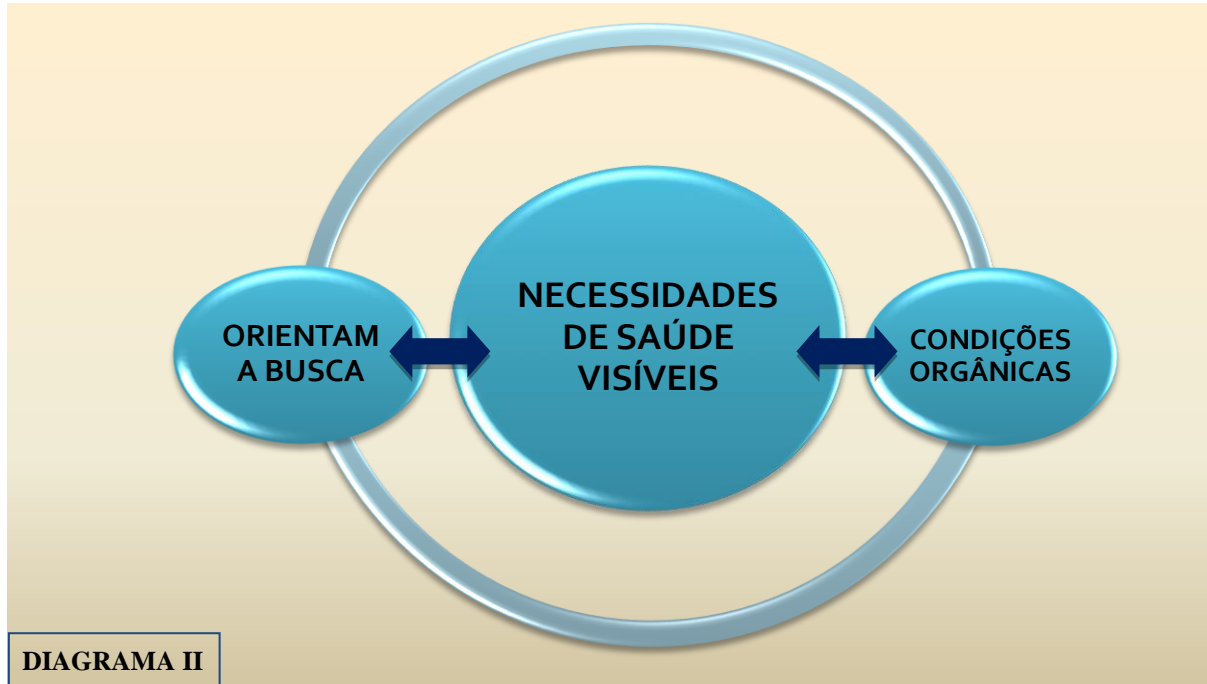 ORIENTAM
A BUSCA
NECESSIDADES
DE SAÚDE
VISÍVEIS
CONDIÇÕES
ORGÂNICAS
DIAGRAMA II